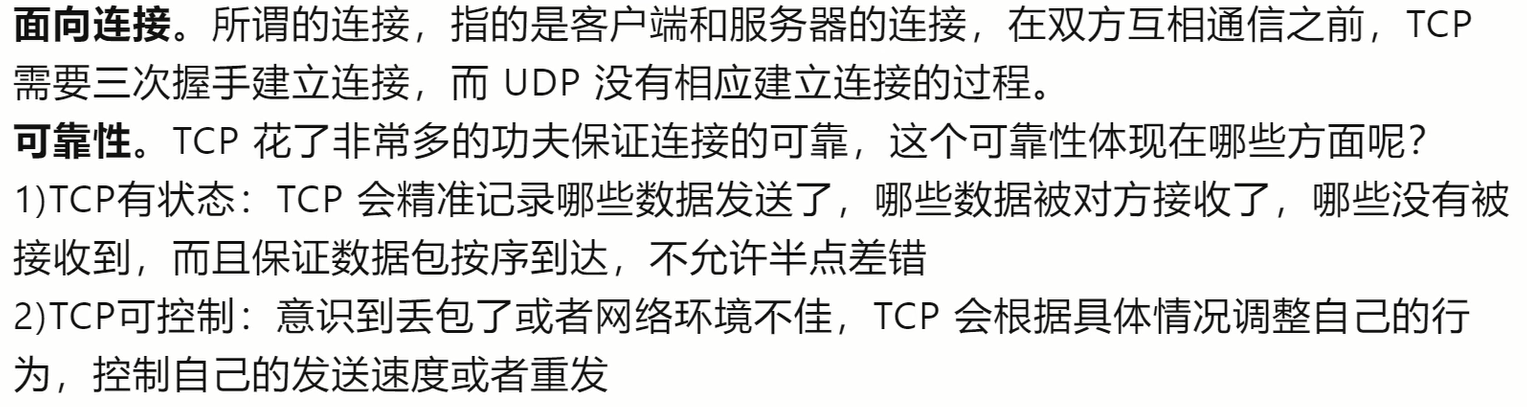 面向连接。所谓的连接，指的是客户端和服务器的连接，在双方互相通信之前，TCP
需要三次握手建立连接，而 UDP 没有相应建立连接的过程。
可靠性。TCP 花了非常多的功夫保证连接的可靠，这个可靠性体现在哪些方面呢？
1)TCP有状态：TCP 会精准记录哪些数据发送了，哪些数据被对方接收了，哪些没有被
接收到，而且保证数据包按序到达，不允许半点差错
2)TCP可控制：意识到丢包了或者网络环境不佳，TCP 会根据具体情况调整自己的行
为，控制自己的发送速度或者重发